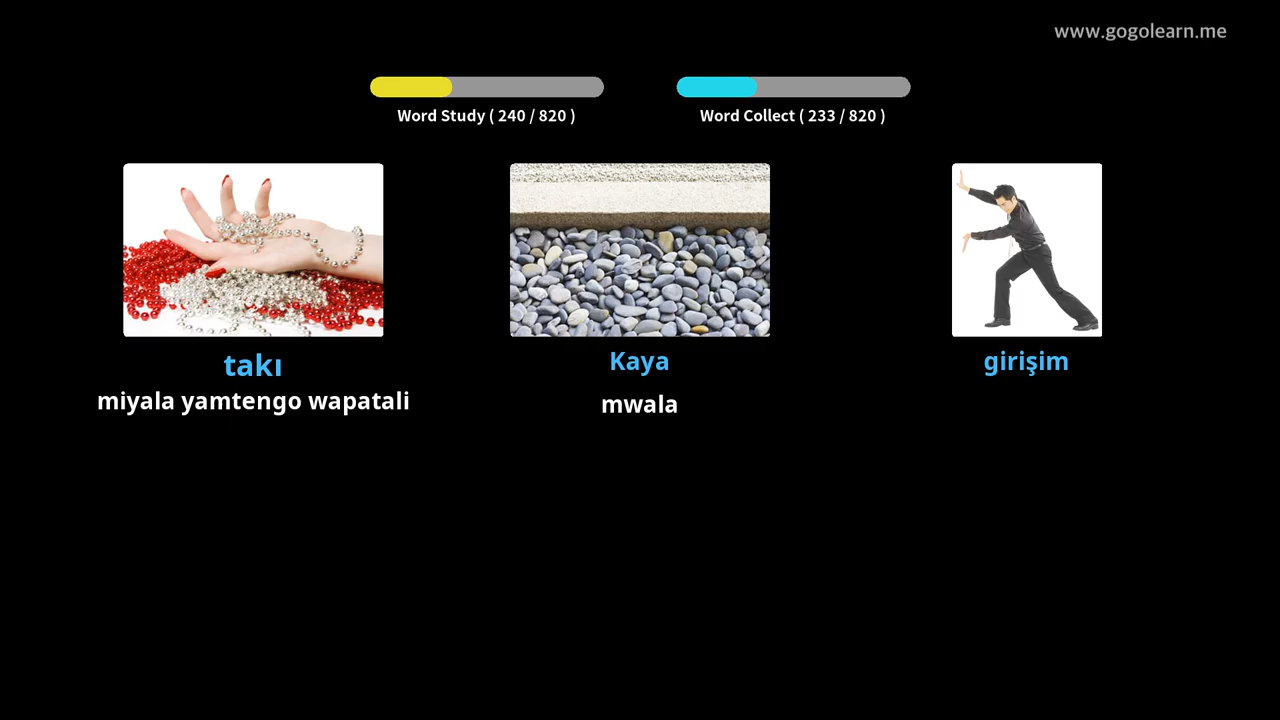 www.gogolearn.me
Word Study ( 240 / 820 )
Word Collect ( 233 / 820 )
takı
miyala yamtengo wapatali
Kaya
mwala
girişim